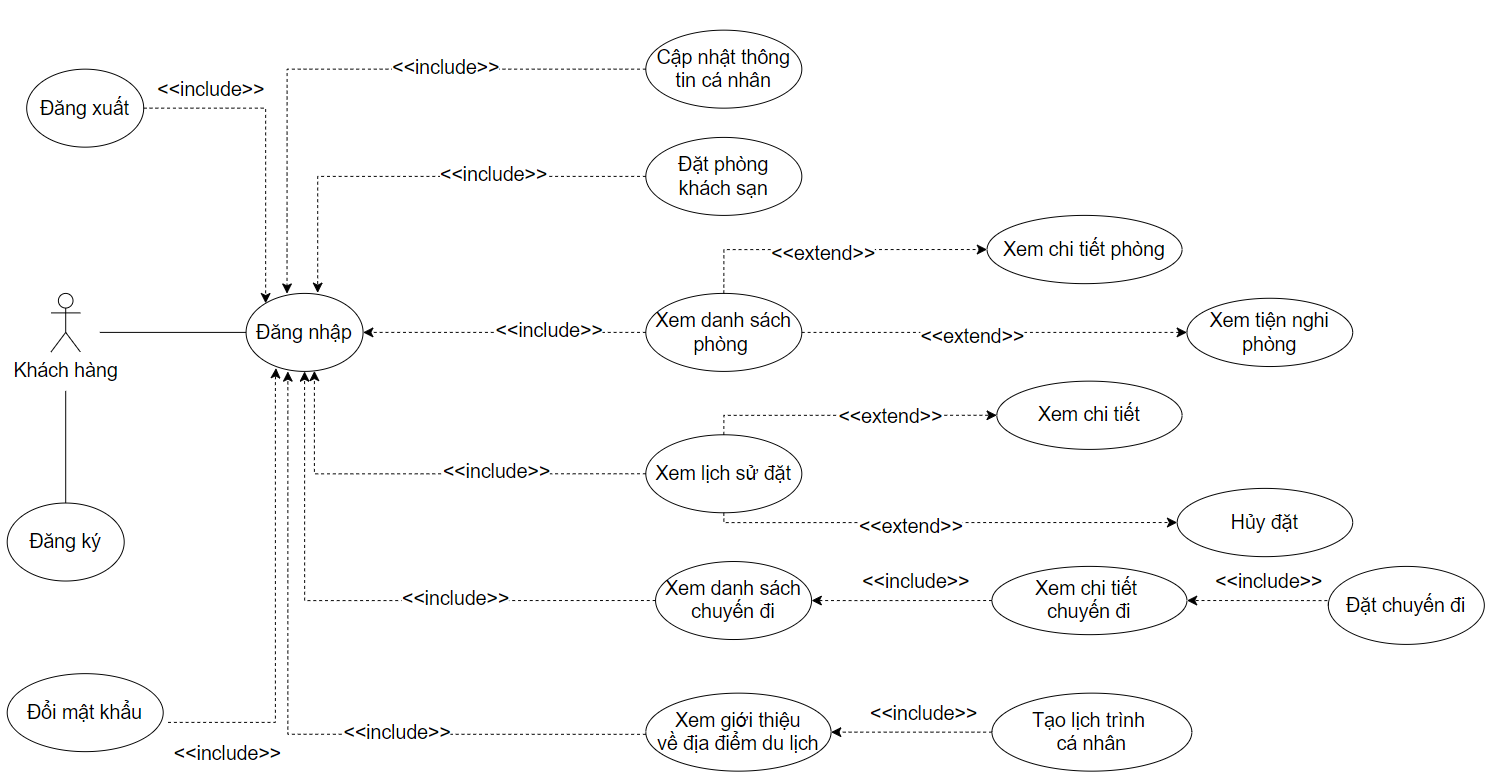 Cập nhật thông
tin cá nhân
<<include>>
<<include>>
Đăng xuất
Đặt phòng
khách sạn
<<include>>
Xem chi tiết phòng
<<extend>>
Khách hàng
Đăng nhập
<<include>>
Xem danh sách
phòng
<<extend>>
Xem tiện nghi
phòng
<<extend>>
Xem chi tiết
<<include>>
Xem lịch sử đặt
<<extend>>
Hủy đặt
Đăng ký
<<include>>
Xem danh sách
chuyến đi
<<include>>
Xem chi tiết
chuyến đi
<<include>>
Đặt chuyến đi
Đổi mật khẩu
<<include>>
<<include>>
Xem giới thiệu
về địa điểm du lịch
<<include>>
Tạo lịch trình
cá nhân